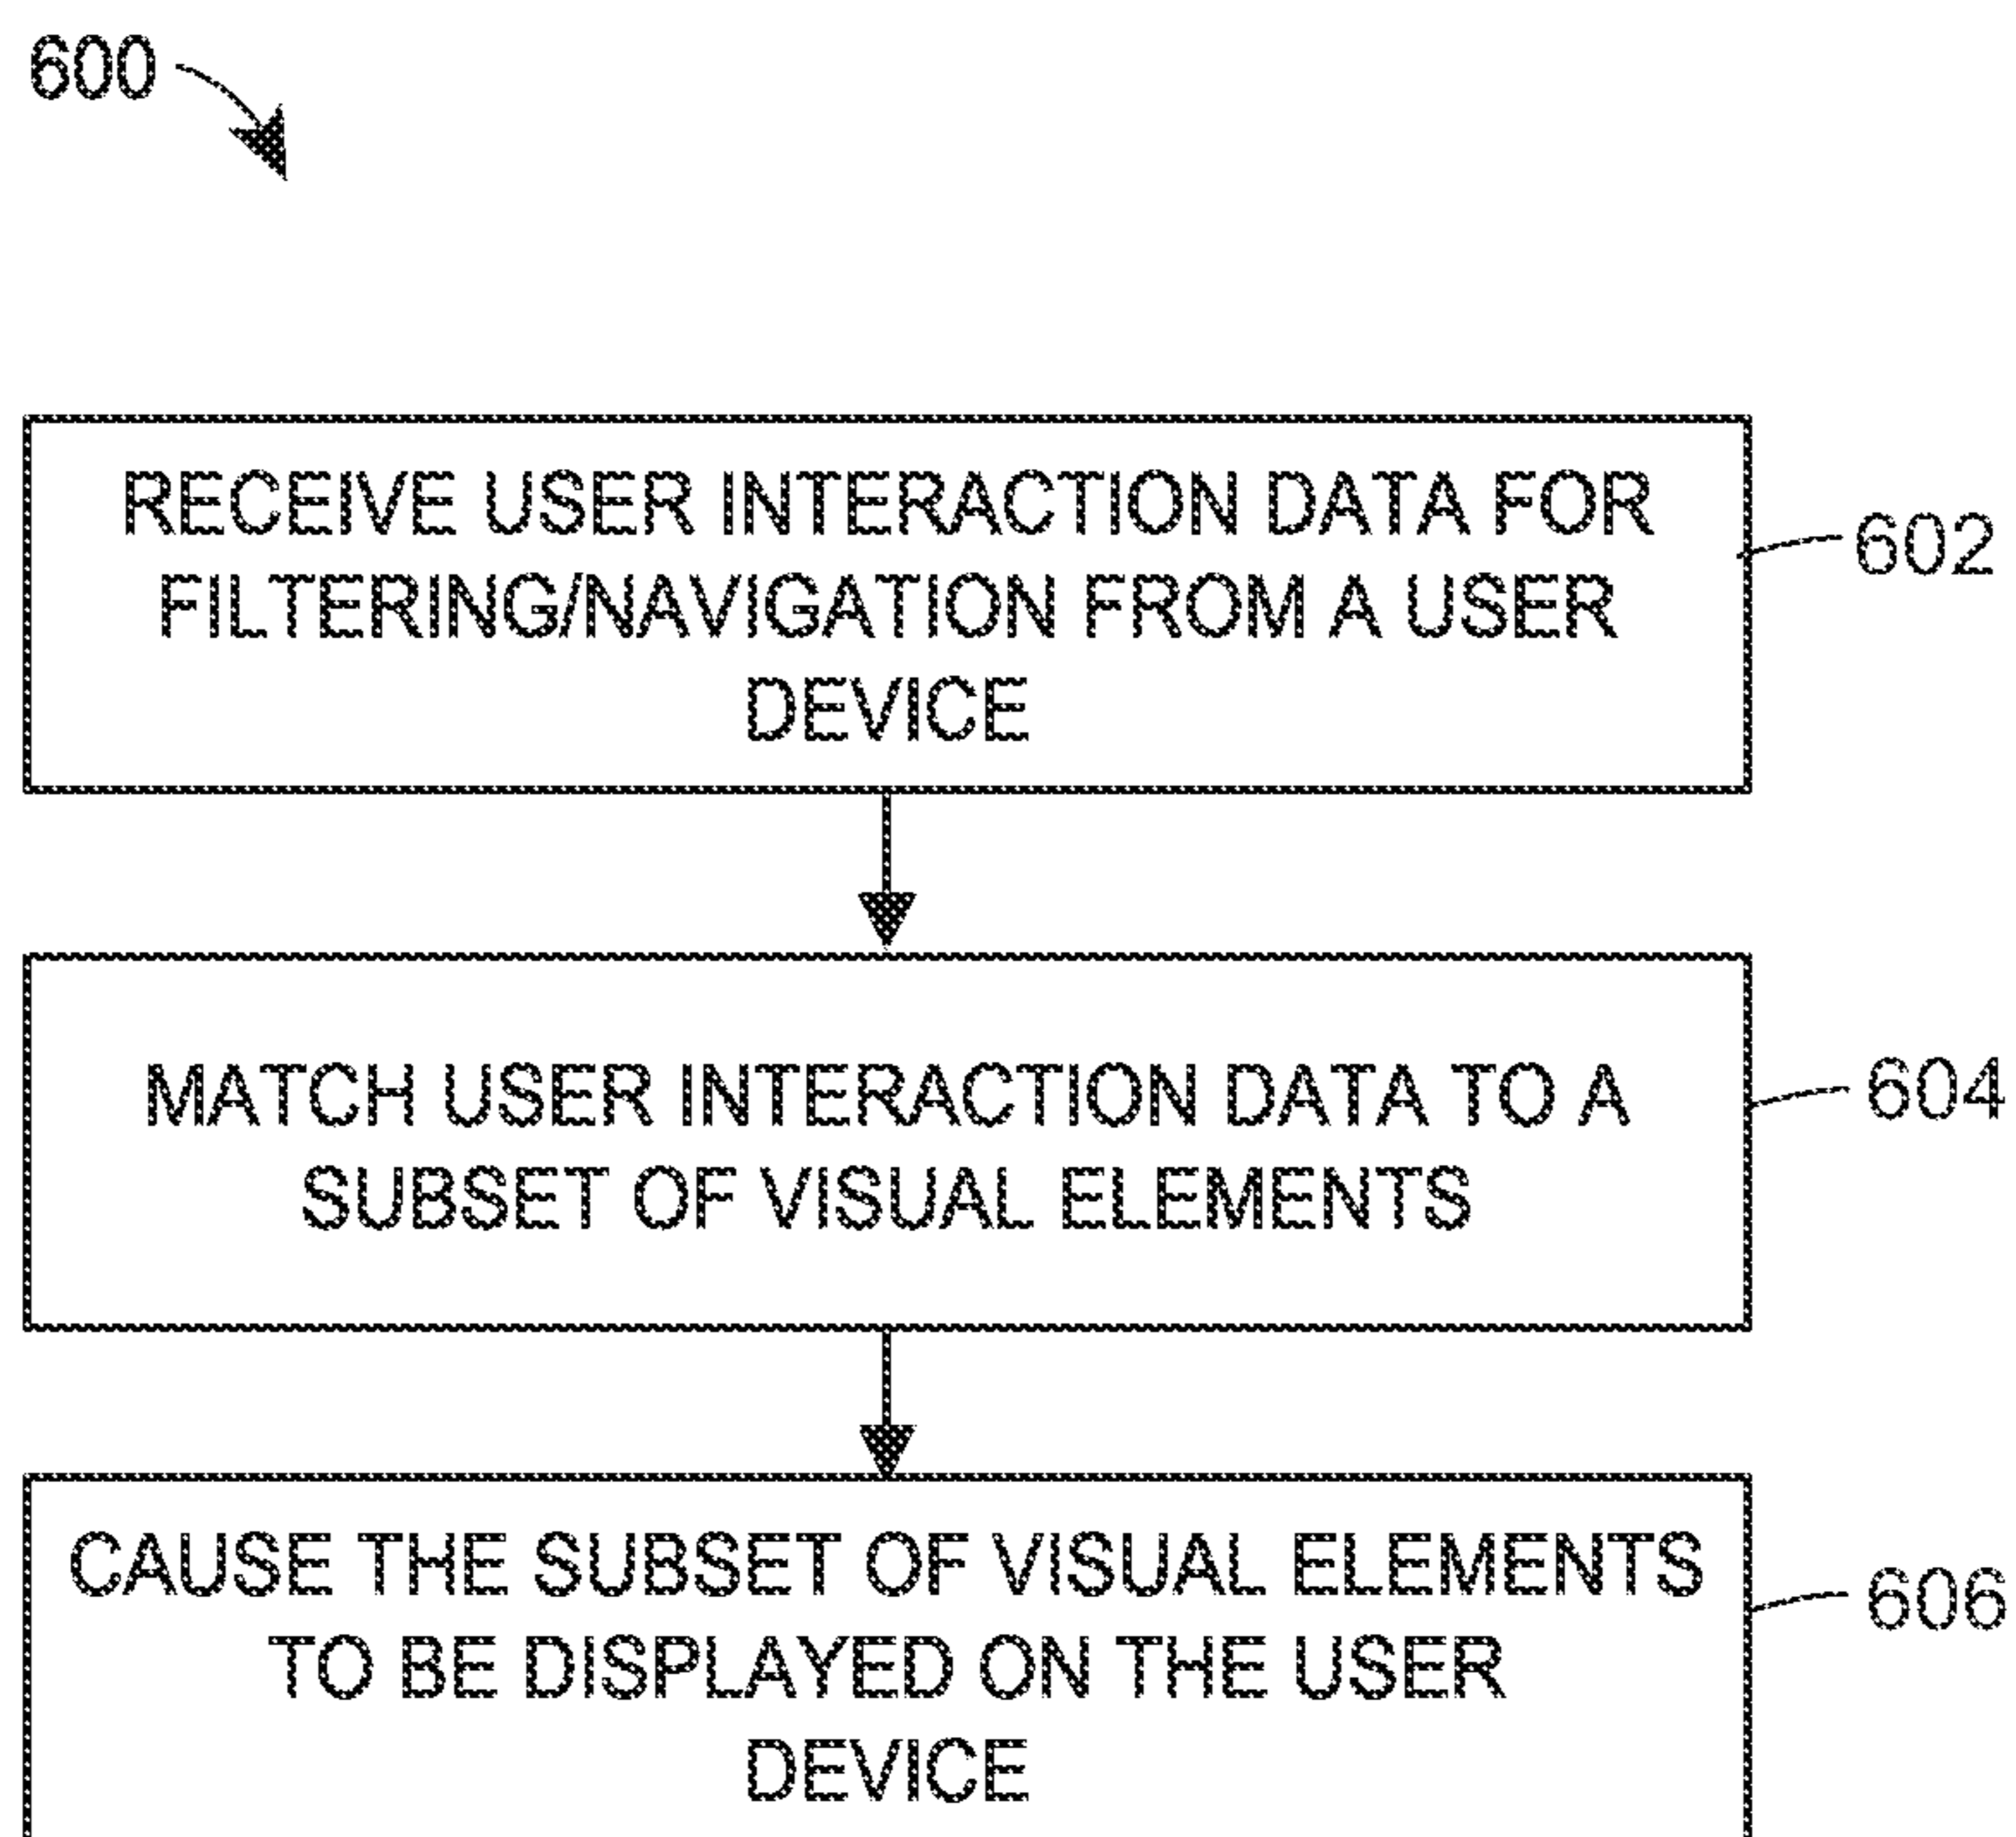 600
RECEIVE USER INTERACTION DATA FOR
FILTERING/NAVIGATION FROM A USER
DEVICE
602
MATCH USER INTERACTION DATA TO A
SUBSET OF VISUAL ELEMENTS
604
CAUSE THE SUBSET OF VISUAL ELEMENTS
TO BE DISPLAYED ON THE USER
DEVICE
606